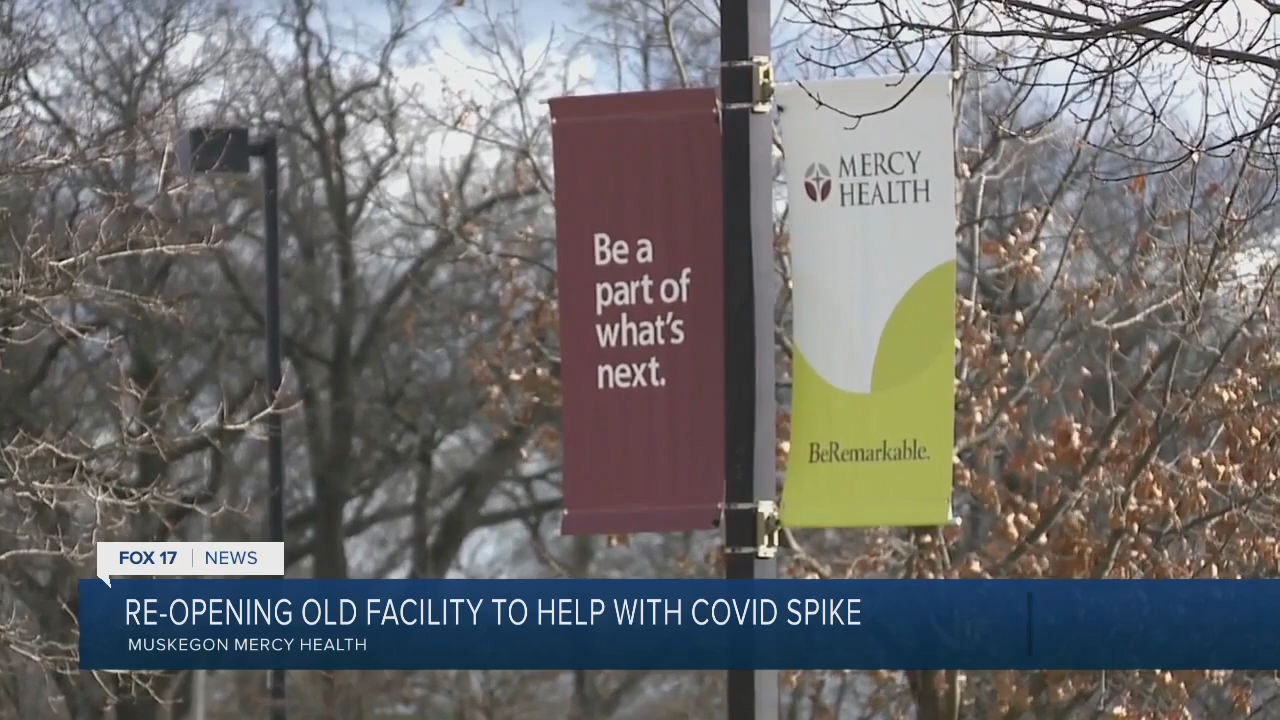 Be a
part of
what's
next.
MERCY
HEALTH
BeRemarkable.
FOX 17 NEWS
RE-OPENING OLD FACILITY TO HELP WITH COVID SPIKE
MUSKEGON MERCY HEALTH